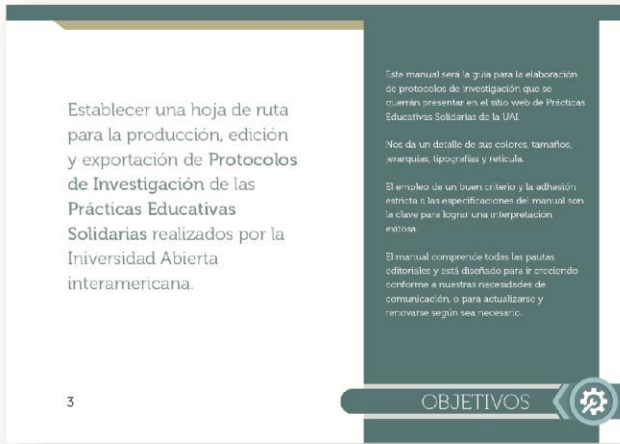 Establecer una hoja de ruta
para la producción, edición
y exportación de Protocolos
de Investigación de las
Prácticas Educativas
Solidarias realizados por la
Iniversidad Abierta
interamericana.
Este manual será la guía para la elaboración
de protocolos de investigación que se
querrán presentar en el sitio web de Prácticas
Educativas Solidarias de la UAI.
Nos da un detalle de sus colores, tamaños,
jerarquías, tipografías y retícula.
El empleo de un buen criterio y la adhesión
estricta a las especificaciones del manual son
la clave para lograr una interpretación
exitosa.
El manual comprende todas las pautas
editoriales y está diseñado para ir creciendo
conforme a nuestras necesidades de
comunicación, o para actualizarse y
renovarse según sea necesario.
3
OBJETIVOS